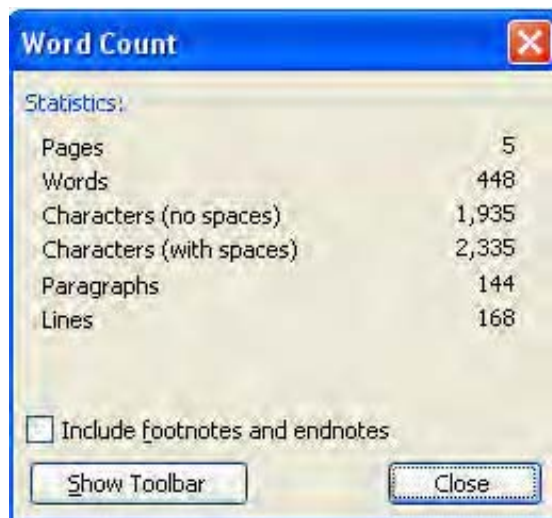 Word Count
Statistics:
Pages 5
Words 448
Characters (no spaces) 1,935
Characters (with spaces) 2,335
Paragraphs 144
Lines 168
Include footnotes and endnotes
Show Toolbar Close